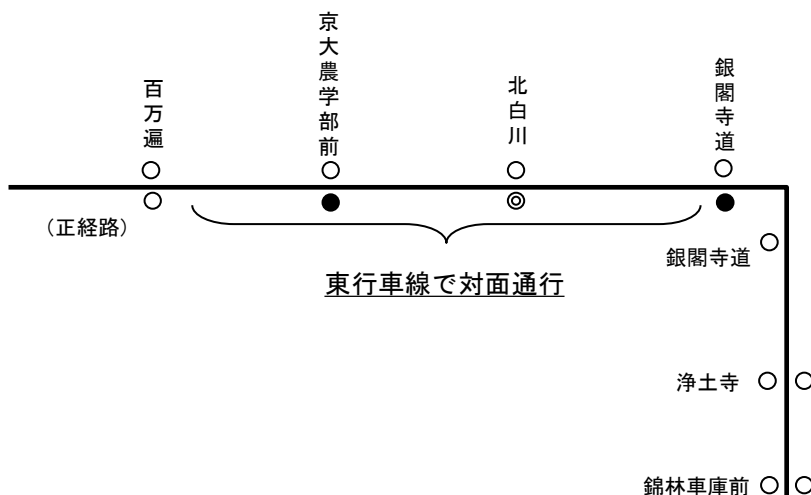 百万遍
京大農学部前
北白川
銀閣寺道
（正経路）
銀閣寺道
東行車線で対面通行
浄土寺
錦林車庫前